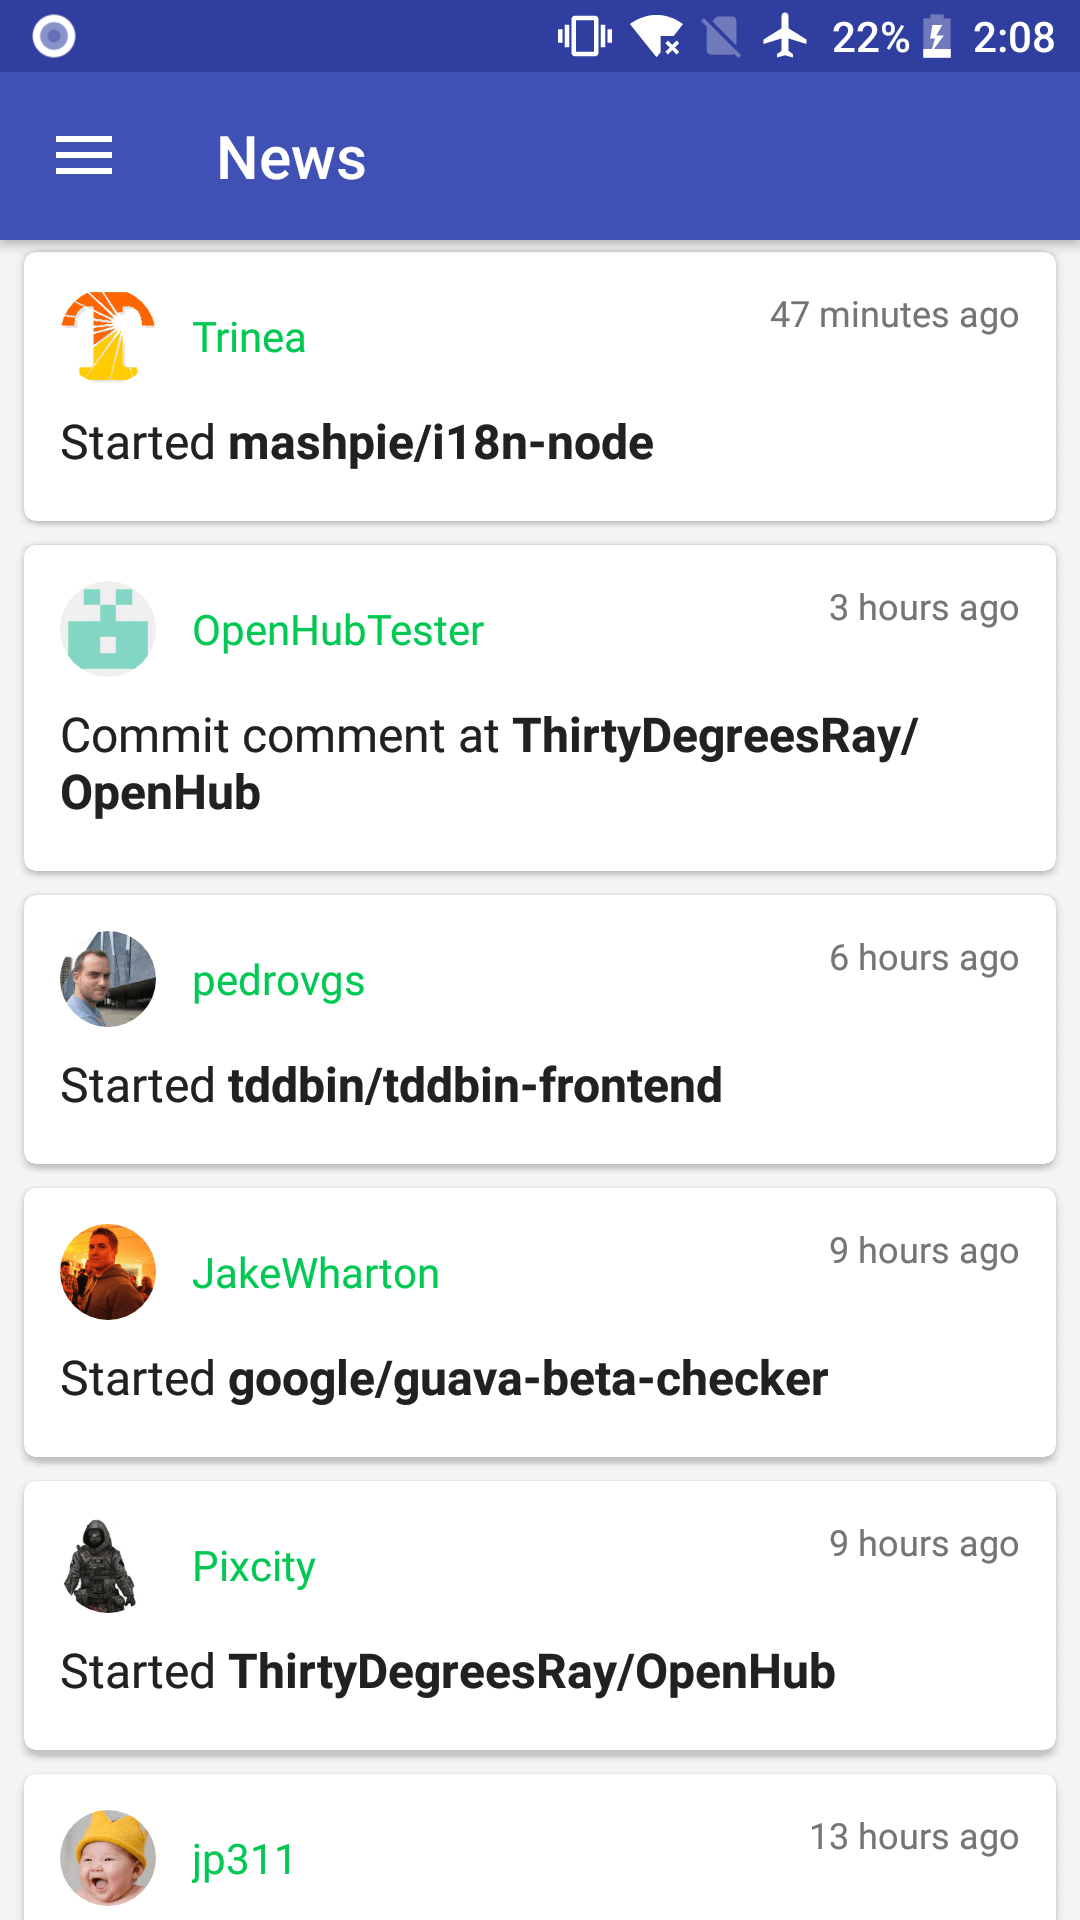 22% 2:08
News
Trinea 47 minutes ago
Started mashpie/i18n-node
OpenHubTester 3 hours ago
Commit comment at ThirtyDegreesRay/
OpenHub
pedrovgs 6 hours ago
Started tddbin/tddbin-frontend
JakeWharton 9 hours ago
Started google/guava-beta-checker
Pixcity 9 hours ago
Started ThirtyDegreesRay/OpenHub
jp311 13 hours ago